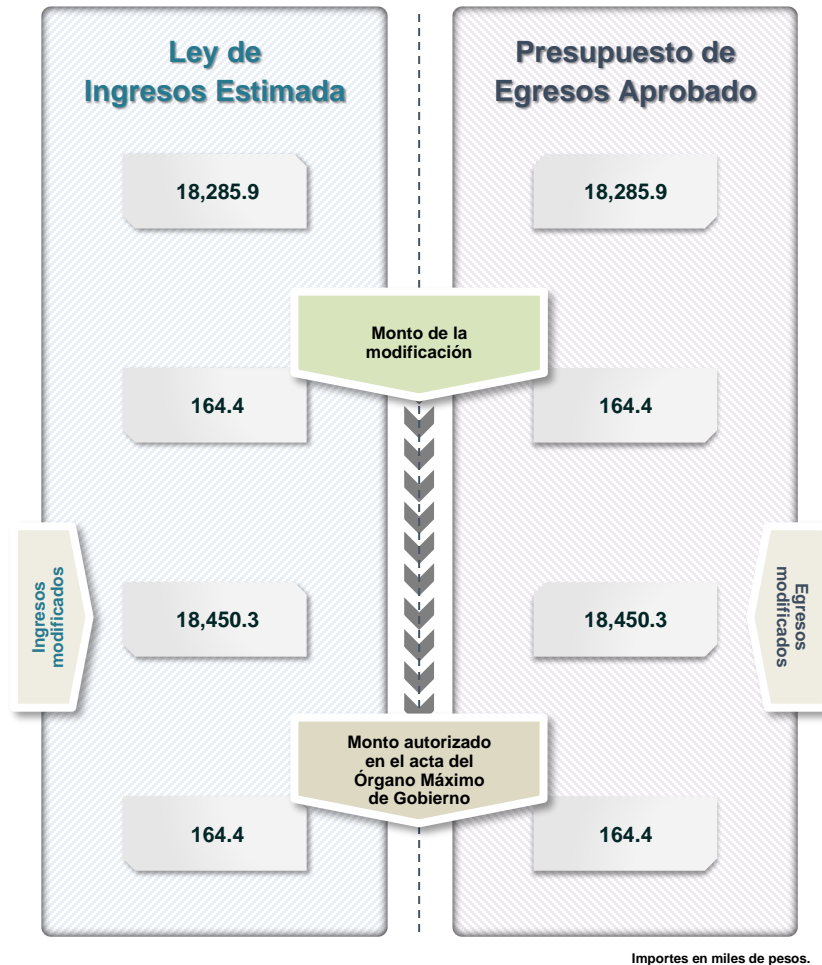 Ley de
Ingresos Estimada
Presupuesto de
Egresos Aprobado
18,285.9
18,285.9
Monto de la
modificación
164.4
164.4
Ingresos
modificados
18,450.3
18,450.3
Egresos
modificados
Monto autorizado
en el acta del
Órgano Máximo
de Gobierno
164.4
164.4
Importes en miles de pesos.